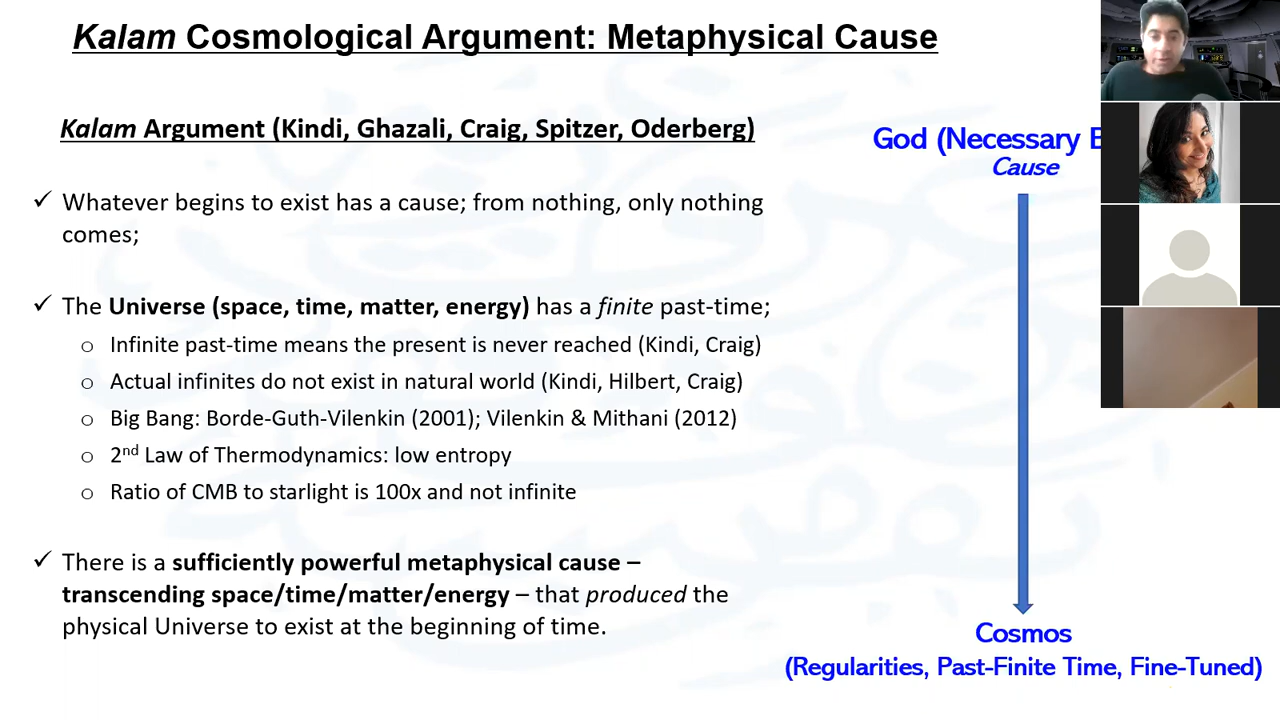 Kalam Cosmological Argument: Metaphysical Cause
Kalam Argument (Kindi, Ghazali, Craig, Spitzer, Oderberg)
✓ Whatever begins to exist has a cause; from nothing, only nothing
comes;
✓ The Universe (space, time, matter, energy) has a finite past-time;
o Infinite past-time means the present is never reached (Kindi, Craig)
o Actual infinites do not exist in natural world (Kindi, Hilbert, Craig)
o Big Bang: Borde-Guth-Vilenkin (2001); Vilenkin & Mithani (2012)
o 2nd Law of Thermodynamics: low entropy
o Ratio of CMB to starlight is 100x and not infinite
✓ There is a sufficiently powerful metaphysical cause –
transcending space/time/matter/energy – that produced the
physical Universe to exist at the beginning of time.
God (Necessary
Cause
Cosmos
(Regularities, Past-Finite Time, Fine-Tuned)